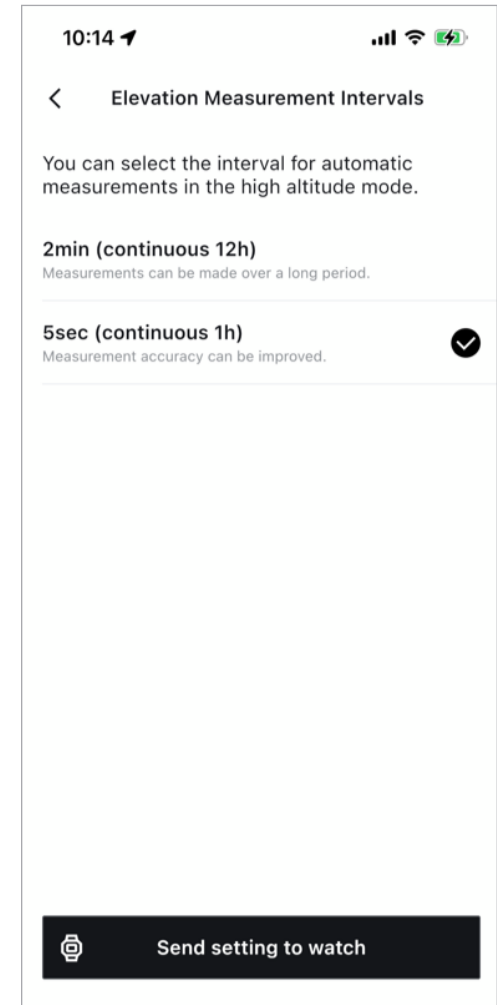 10:14
Elevation Measurement Intervals
You can select the interval for automatic
measurements in the high altitude mode.
2min (continuous 12h)
Measurements can be made over a long period.
5sec (continuous 1h)
Measurement accuracy can be improved.
Send setting to watch